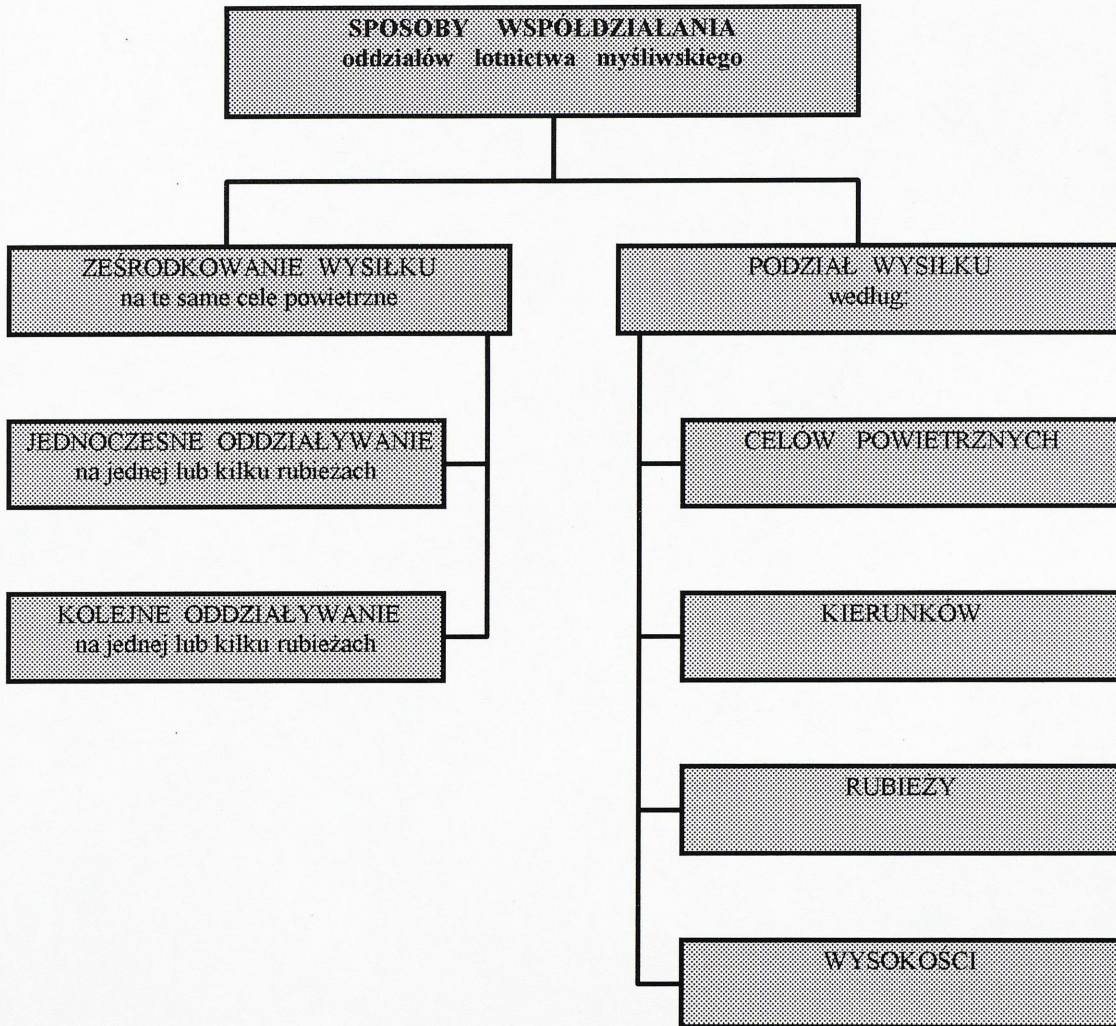 SPOSOBY WSPÓŁDZIAŁANIA
oddziałów lotnictwa myśliwskiego
ZEŚRODKOWANIE WYSIŁKU
na te same cele powietrzne
PODZIAŁ WYSIŁKU
według:
JEDNOCZESNE ODDZIAŁYWANIE
na jednej lub kilku rubieżach
KOLEJNE ODDZIAŁYWANIE
na jednej lub kilku rubieżach
CELÓW POWIETRZNYCH
KIERUNKÓW
RUBIEŻY
WYSOKOŚCI